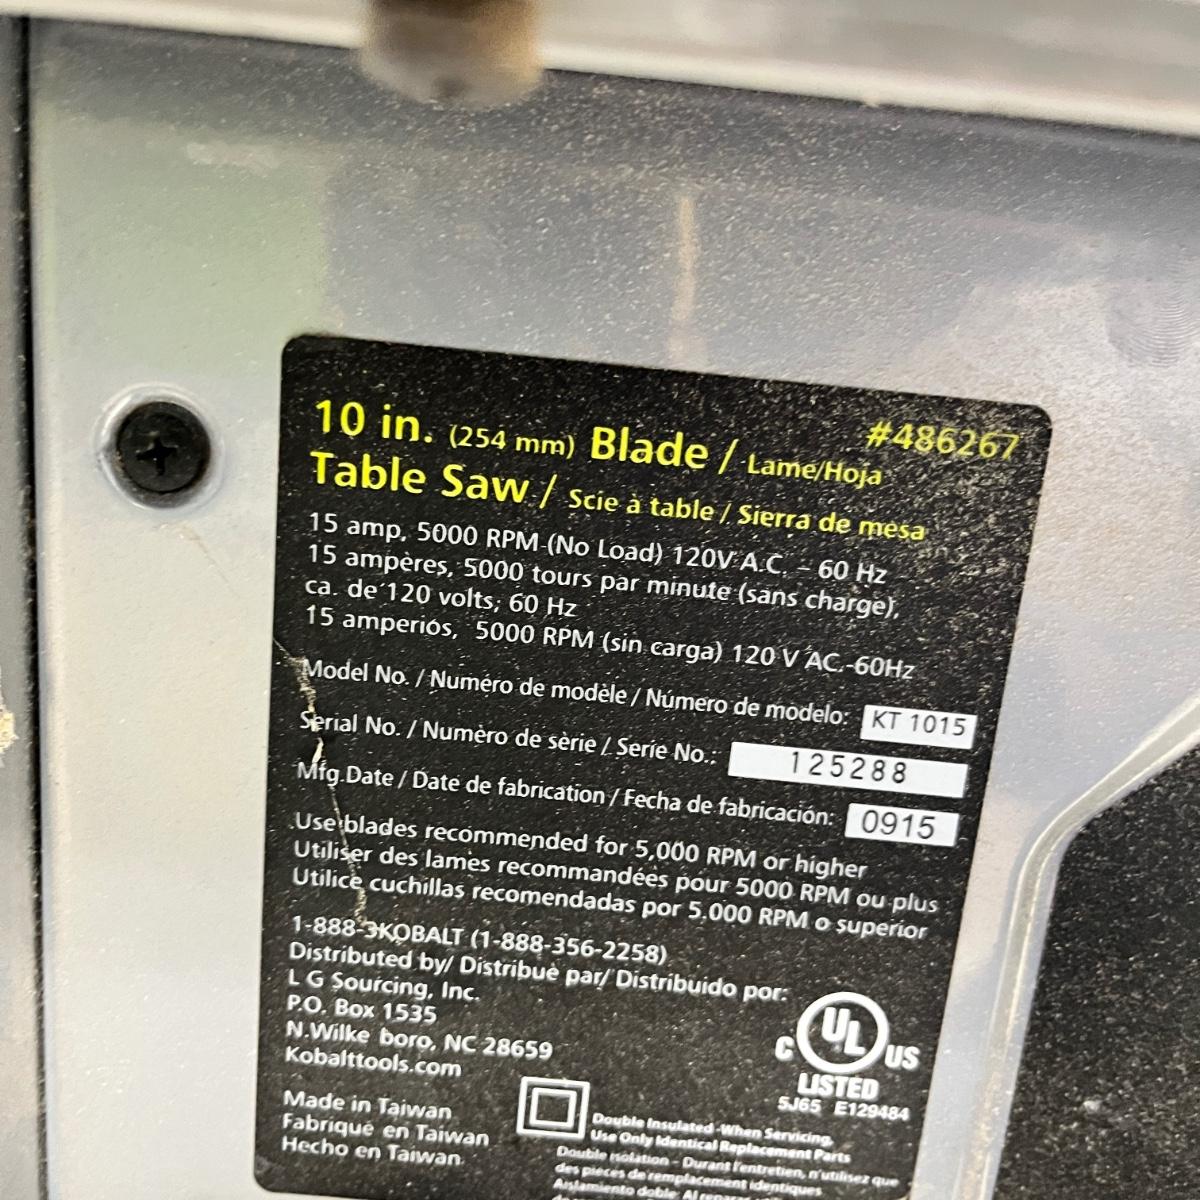 10 in. (254 mm) Blade / Lame/Hoja #486267
Table Saw / Scie à table / Sierra de mesa
15 amp, 5000 RPM (No Load) 120V A.C. – 60 Hz
15 ampères, 5000 tours par minute (sans charge),
ca. de 120 volts, 60 Hz
15 amperios, 5000 RPM (sin carga) 120 V AC.-60Hz
Model No. / Numéro de modèle / Número de modelo: KT 1015
Serial No. / Numèro de sèrie / Serie No.: 125288
Mfg.Date / Date de fabrication / Fecha de fabricación: 0915
Use blades recommended for 5,000 RPM or higher
Utiliser des lames recommandées pour 5000 RPM ou plus
Utilice cuchillas recomendadas por 5.000 RPM o superior
1-888-3KOBALT (1-888-356-2258)
Distributed by/ Distribué par/ Distribuido por:
L G Sourcing, Inc.
P.O. Box 1535
N.Wilke boro, NC 28659
Kobalttools.com
C UL US
LISTED
5J65 E129484
Made in Taiwan
Fabriqué en Taiwan
Hecho en Taiwan
Double Insulated -When Servicing,
Use Only Identical Replacement Parts
Double isolation – Durant l'entretien, n'utilisez que
des pièces de remplacement identiques
Aislamiento doble: Al